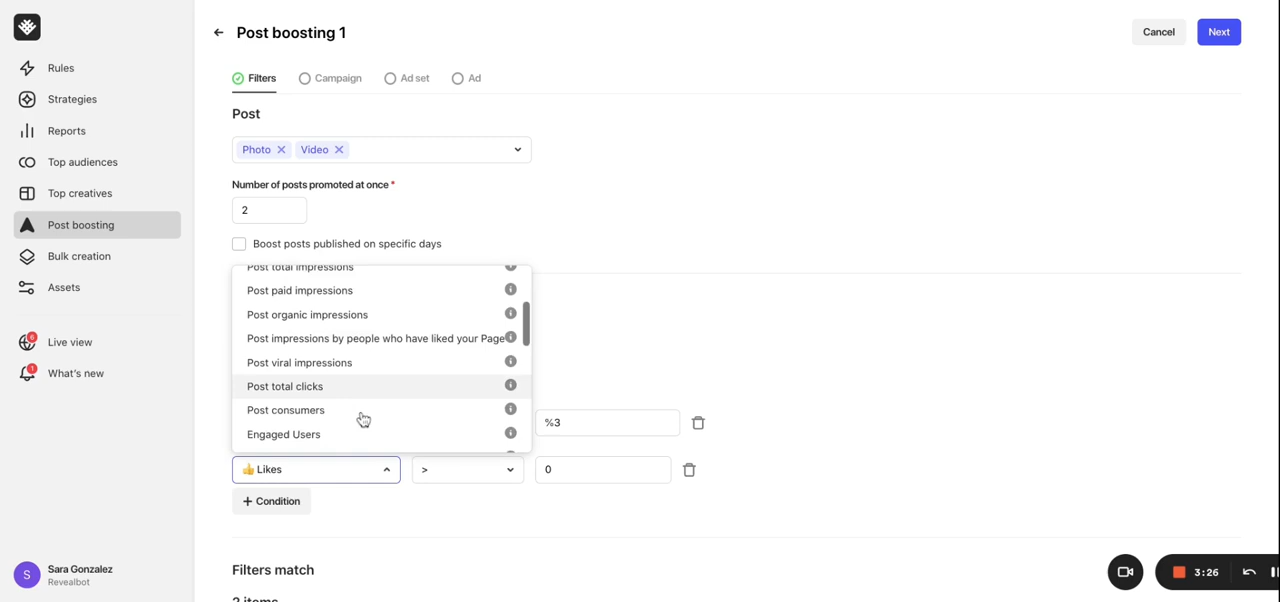 Rules
Strategies
Reports
Top audiences
Top creatives
Post boosting
Bulk creation
Assets
6
Live view
1
What's new
S
Sara Gonzalez
Revealbot
Post boosting 1
Cancel
Next
Filters
Campaign
Ad set
Ad
Post
Photo
Video
Number of posts promoted at once *
2
Boost posts published on specific days
Post total impressions
Post paid impressions
Post organic impressions
Post impressions by people who have liked your Page
Post viral impressions
Post total clicks
Post consumers
Engaged Users
%3
👍 Likes
>
0
+ Condition
Filters match
2 items
3:26